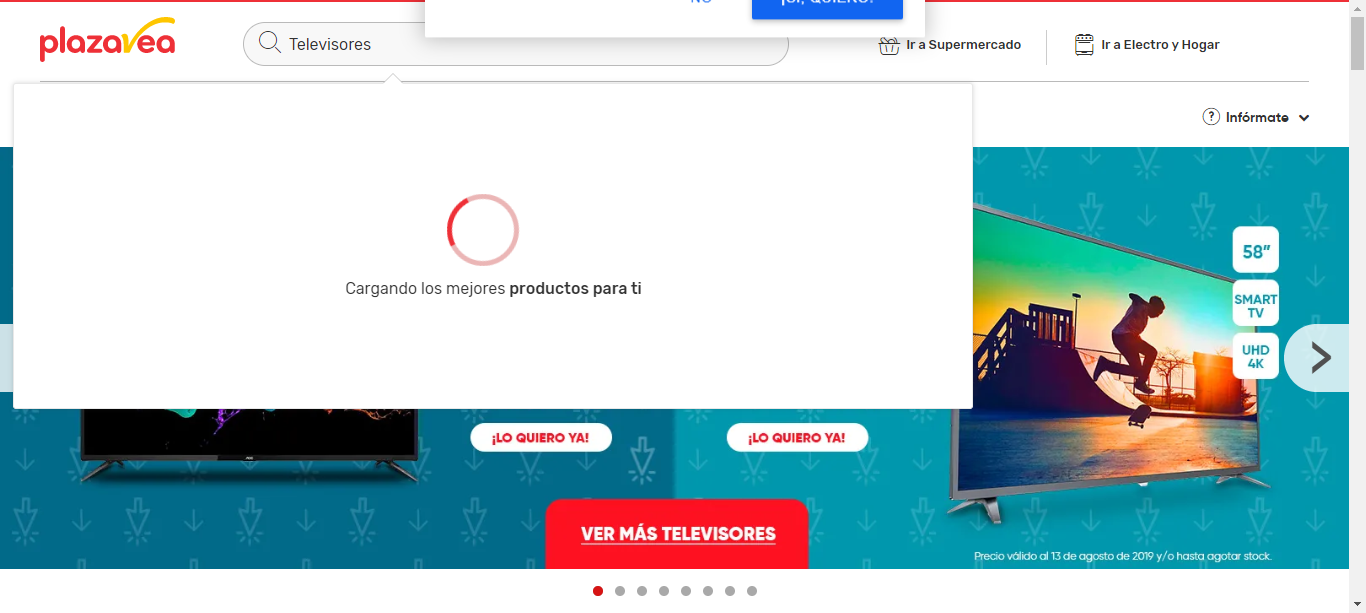 NO
¡SÍ, QUIERO!
plazavea
Televisores
Ir a Supermercado
Ir a Electro y Hogar
? Infórmate
Cargando los mejores productos para ti
58”
SMART
TV
UHD
4K
¡LO QUIERO YA!
¡LO QUIERO YA!
VER MÁS TELEVISORES
Precio válido al 13 de agosto de 2019 y/o hasta agotar stock.